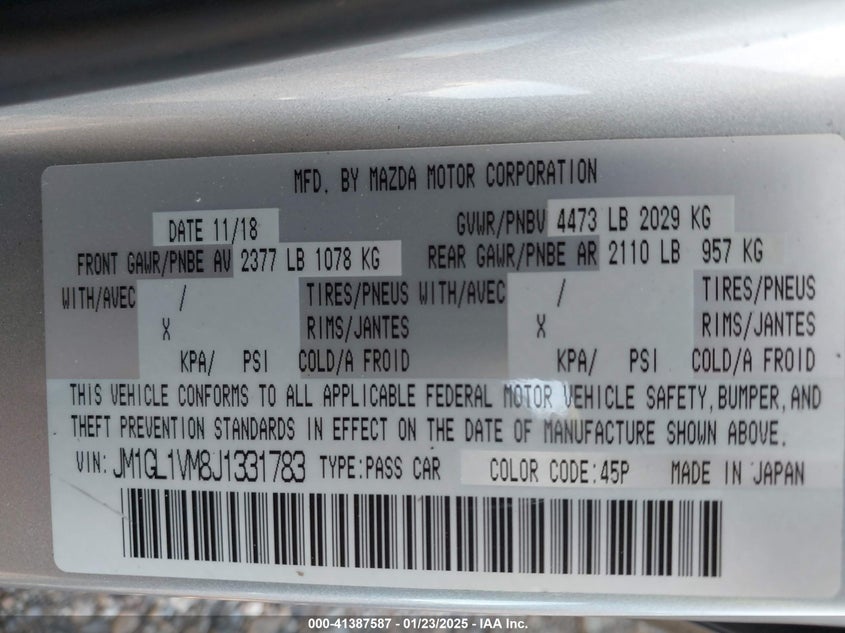 MFD. BY MAZDA MOTOR CORPORATION
DATE 11/18 GVWR/PNBV 4473 LB 2029 KG
FRONT GAWR/PNBE AV 2377 LB 1078 KG REAR GAWR/PNBE AR 2110 LB 957 KG
WITH/AVEC / TIRES/PNEUS WITH/AVEC / TIRES/PNEUS
X RIMS/JANTES X RIMS/JANTES
KPA/ PSI COLD/A FROID KPA/ PSI COLD/A FROID
THIS VEHICLE CONFORMS TO ALL APPLICABLE FEDERAL MOTOR VEHICLE SAFETY, BUMPER, AND
THEFT PREVENTION STANDARDS IN EFFECT ON THE DATE OF MANUFACTURE SHOWN ABOVE.
VIN: JM1GL1VM8J1331783 TYPE:PASS CAR COLOR CODE:45P MADE IN JAPAN
000-41387587 - 01/23/2025 - IAA Inc.